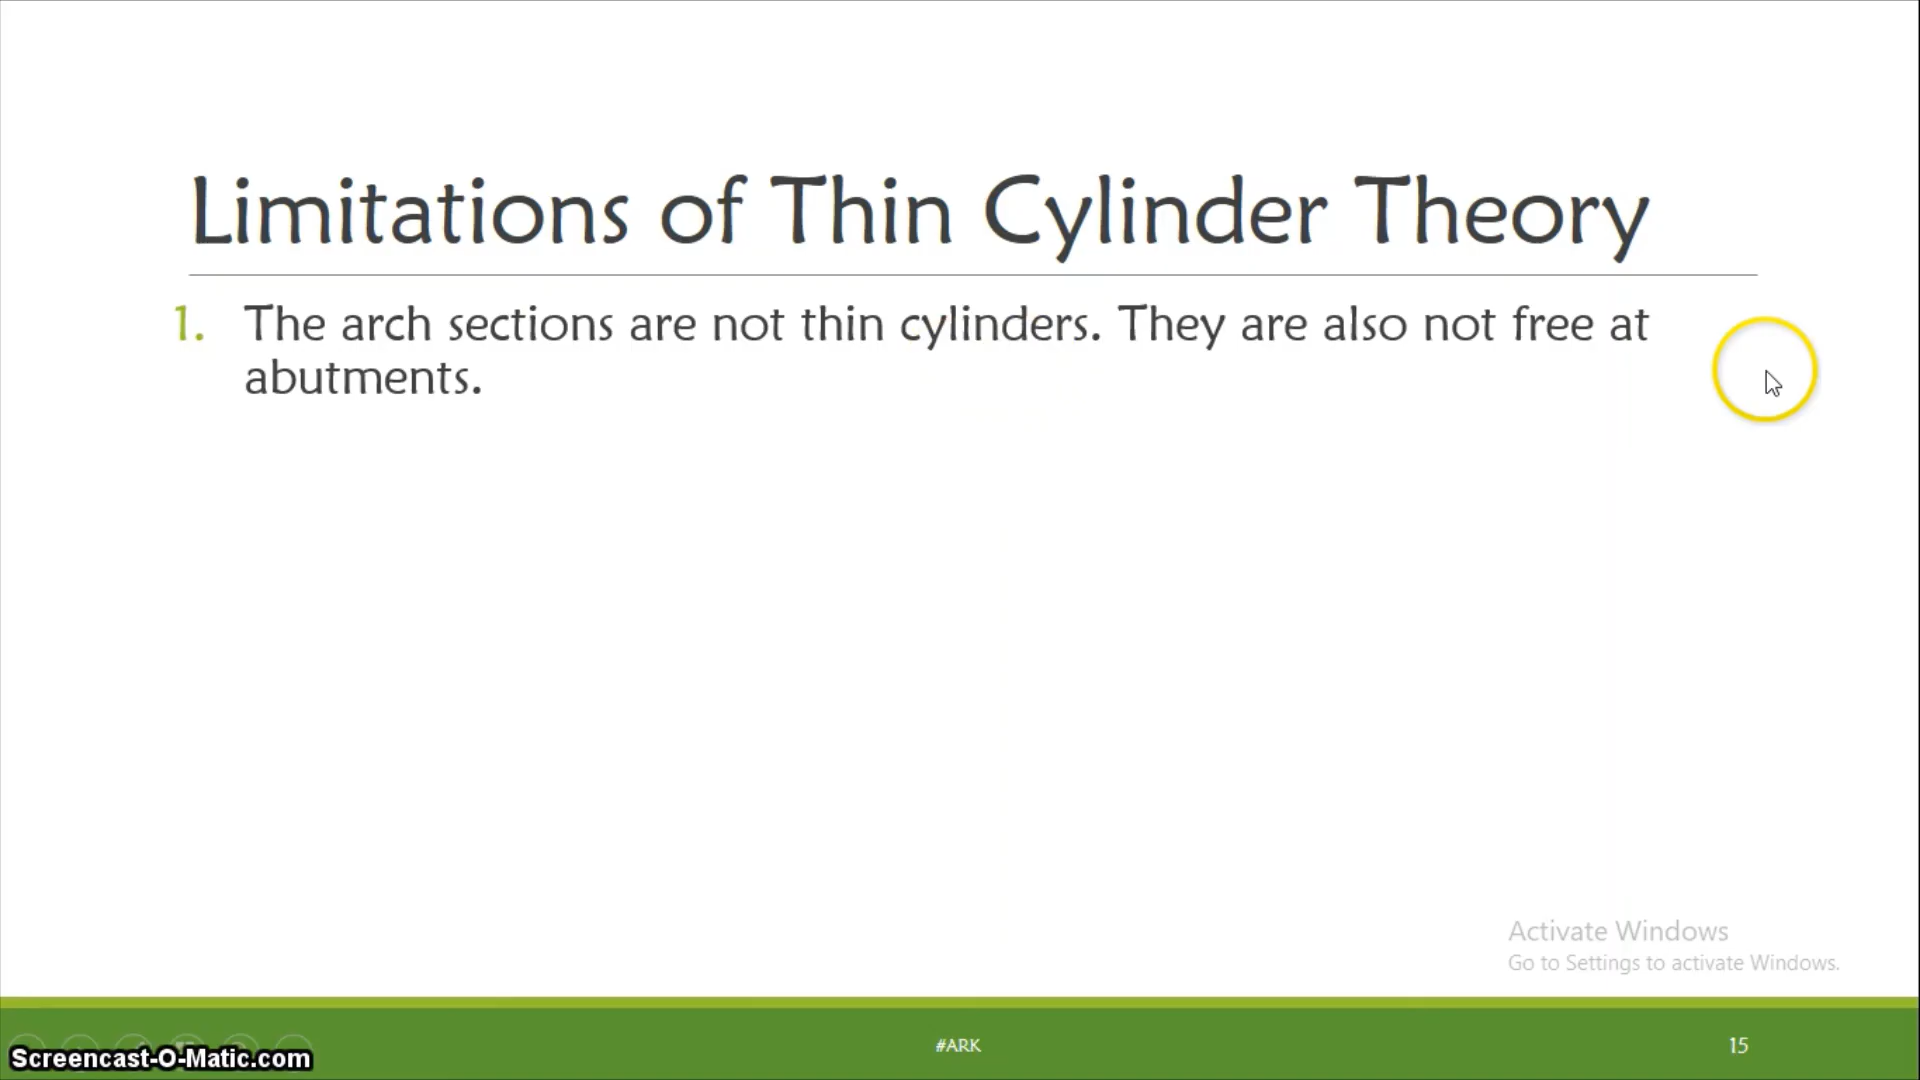 Limitations of Thin Cylinder Theory
1. The arch sections are not thin cylinders. They are also not free at
abutments.
Activate Windows
Go to Settings to activate Windows.
Screencast-O-Matic.com
#ARK
15